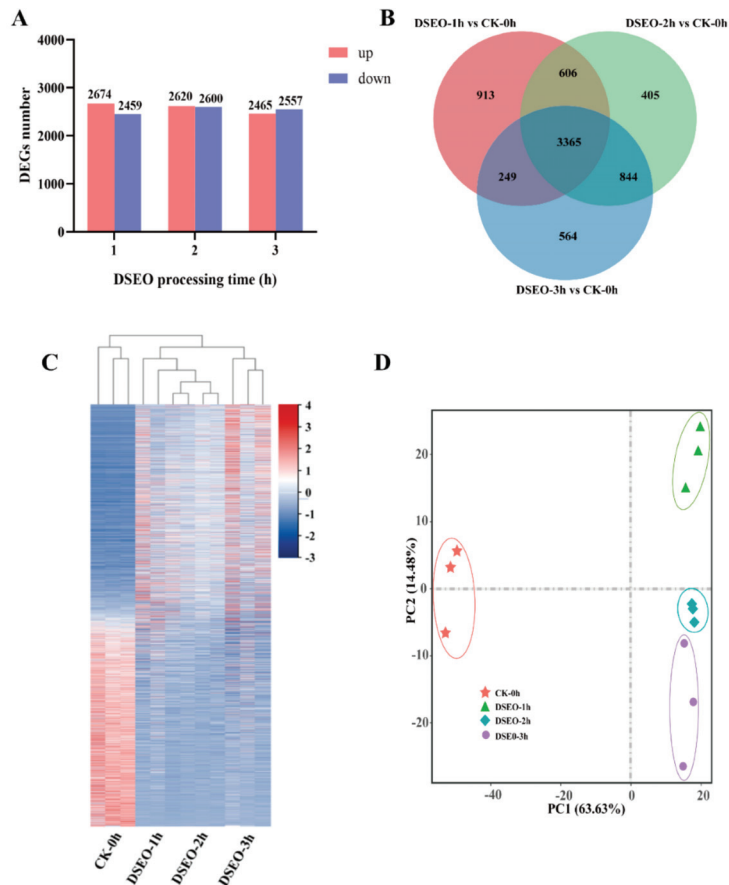 A
4000
3000
2000
1000
0
DEGs number
2674
2459
2620
2600
2465
2557
1
2
3
DSEO processing time (h)
up
down
B
DSEO-1h vs CK-0h
DSEO-2h vs CK-0h
913
606
405
3365
249
844
564
DSEO-3h vs CK-0h
C
4
3
2
1
0
-1
-2
-3
CK-0h
DSEO-1h
DSEO-2h
DSEO-3h
D
20
10
0
-10
-20
PC2 (14.48%)
CK-0h
DSEO-1h
DSEO-2h
DSE0-3h
-40
-20
0
20
PC1 (63.63%)